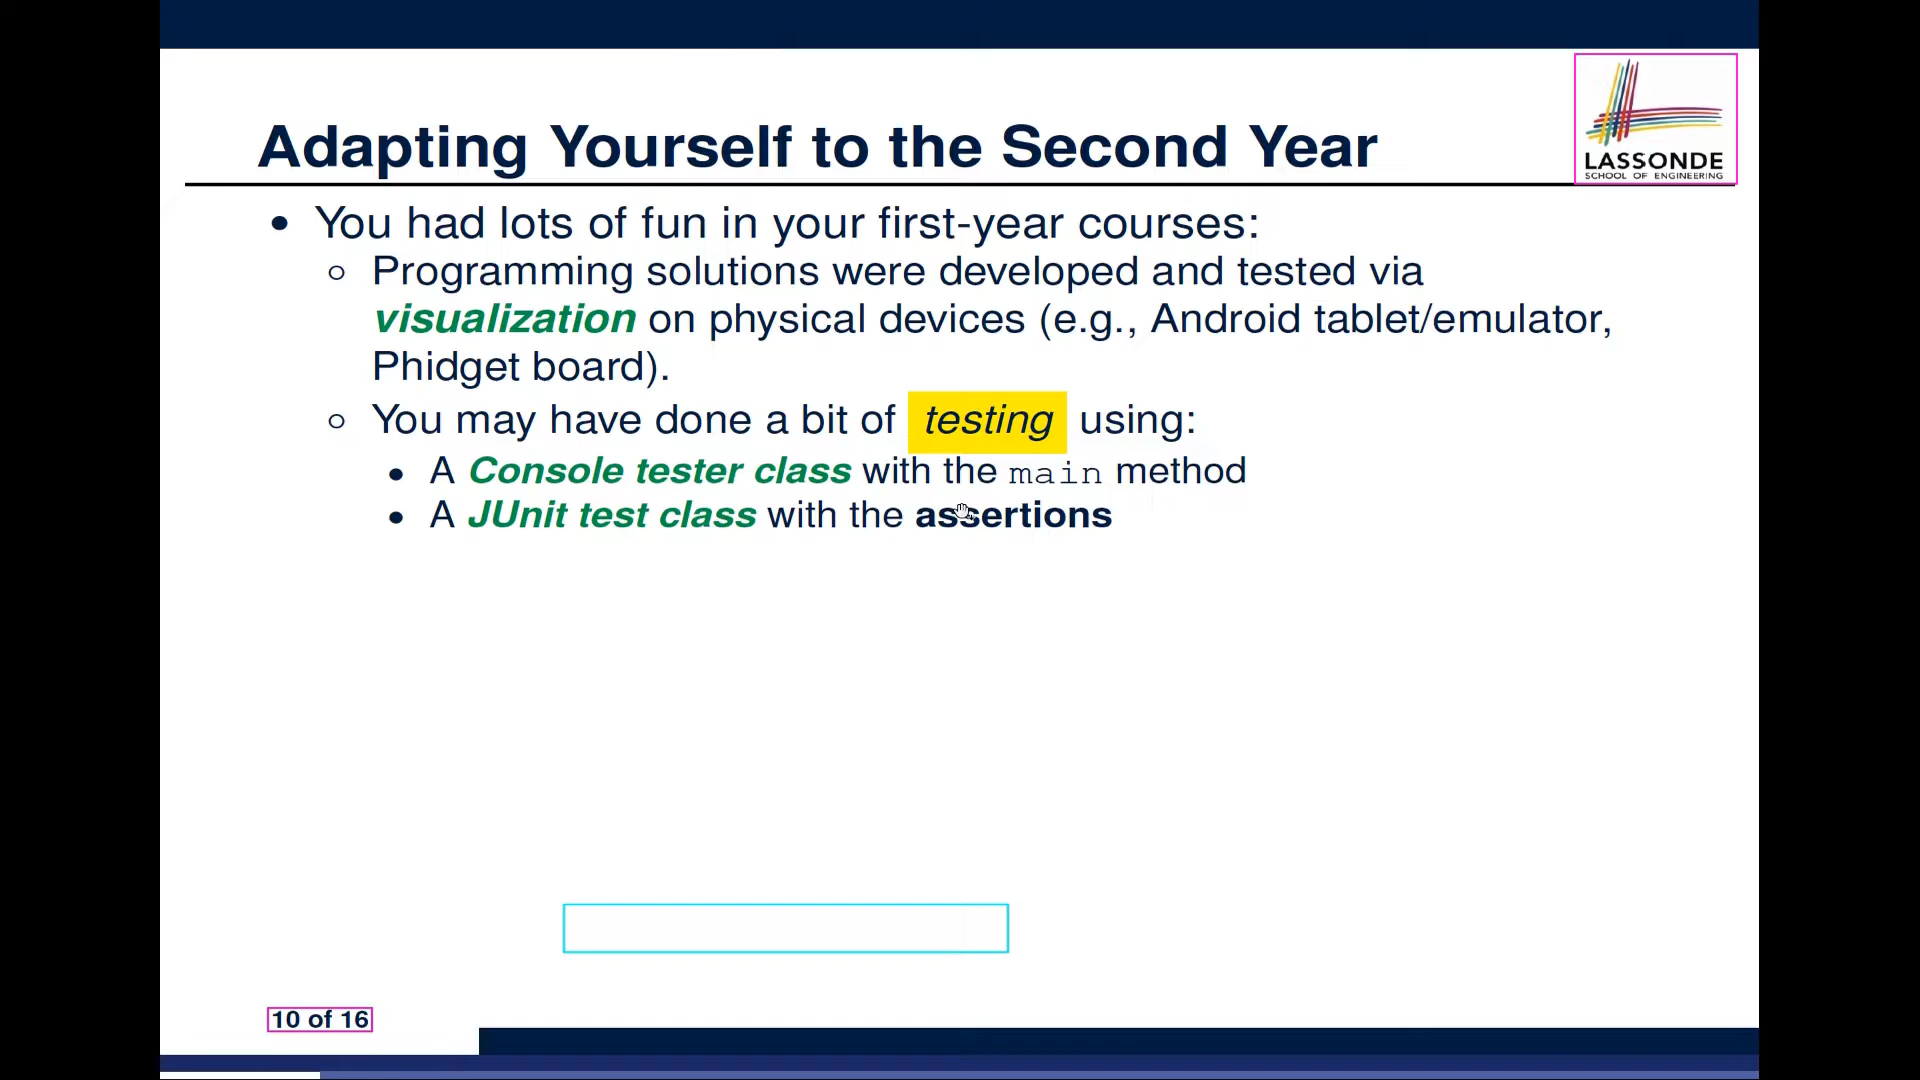 LASSONDE
SCHOOL OF ENGINEERING
Adapting Yourself to the Second Year
• You had lots of fun in your first-year courses:
○ Programming solutions were developed and tested via
visualization on physical devices (e.g., Android tablet/emulator,
Phidget board).
○ You may have done a bit of testing using:
• A Console tester class with the main method
• A JUnit test class with the assertions
10 of 16